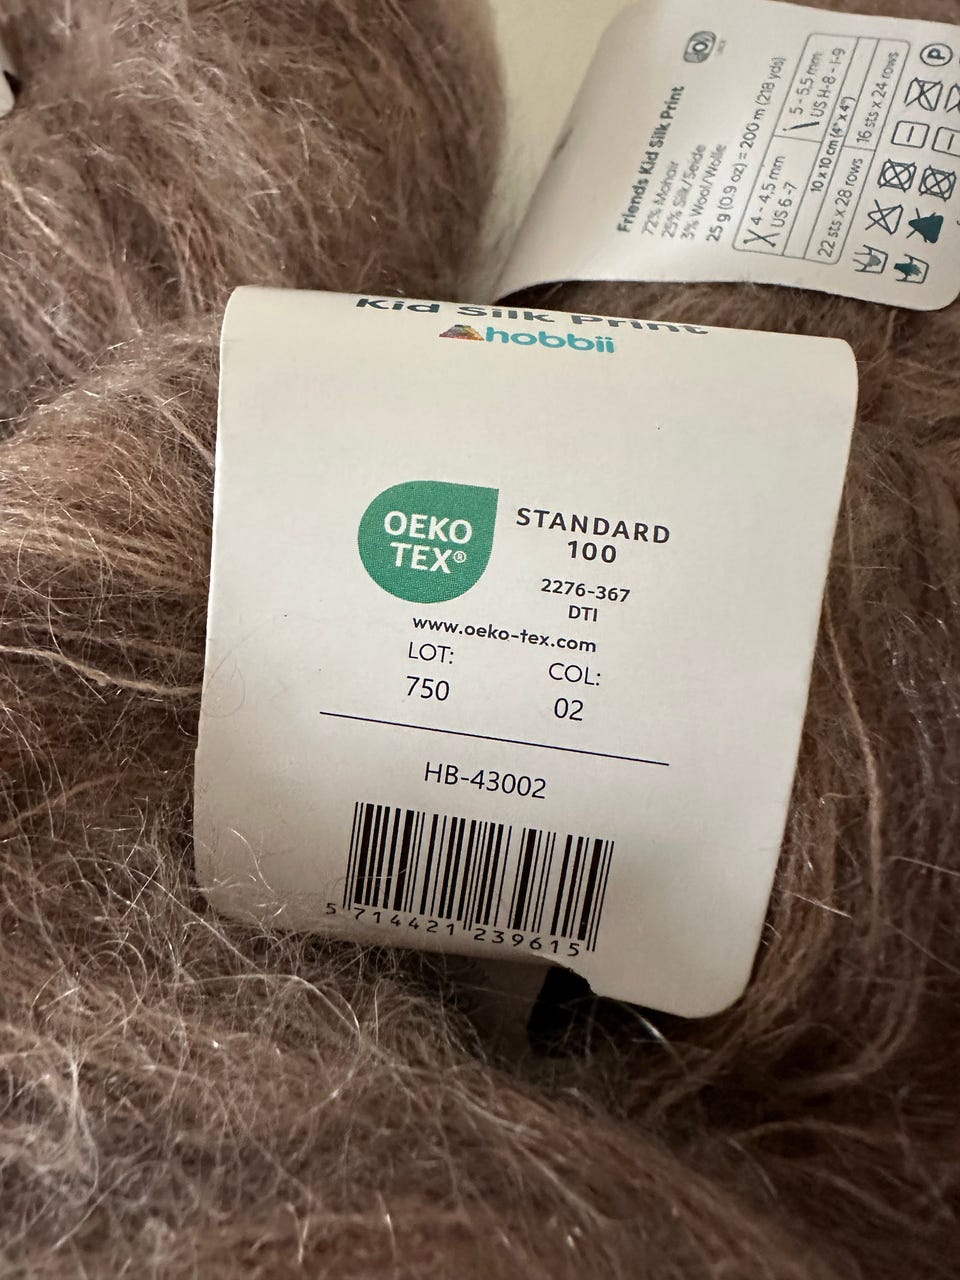 Friends Kid Silk Print
72% Mohair
25% Silk/Seide
3% Wool/Wolle
25 g (0.9 oz) = 200 m (218 yds)
4 - 4,5 mm
US 6-7
5 - 5.5 mm
US H-8 - I-9
10 x 10 cm (4" x 4")
22 sts x 28 rows
16 sts x 24 rows
P
Kid Silk Print
hobbii
OEKO
TEX®
STANDARD
100
2276-367
DTI
www.oeko-tex.com
LOT:
COL:
750
02
HB-43002
5 714421 239615